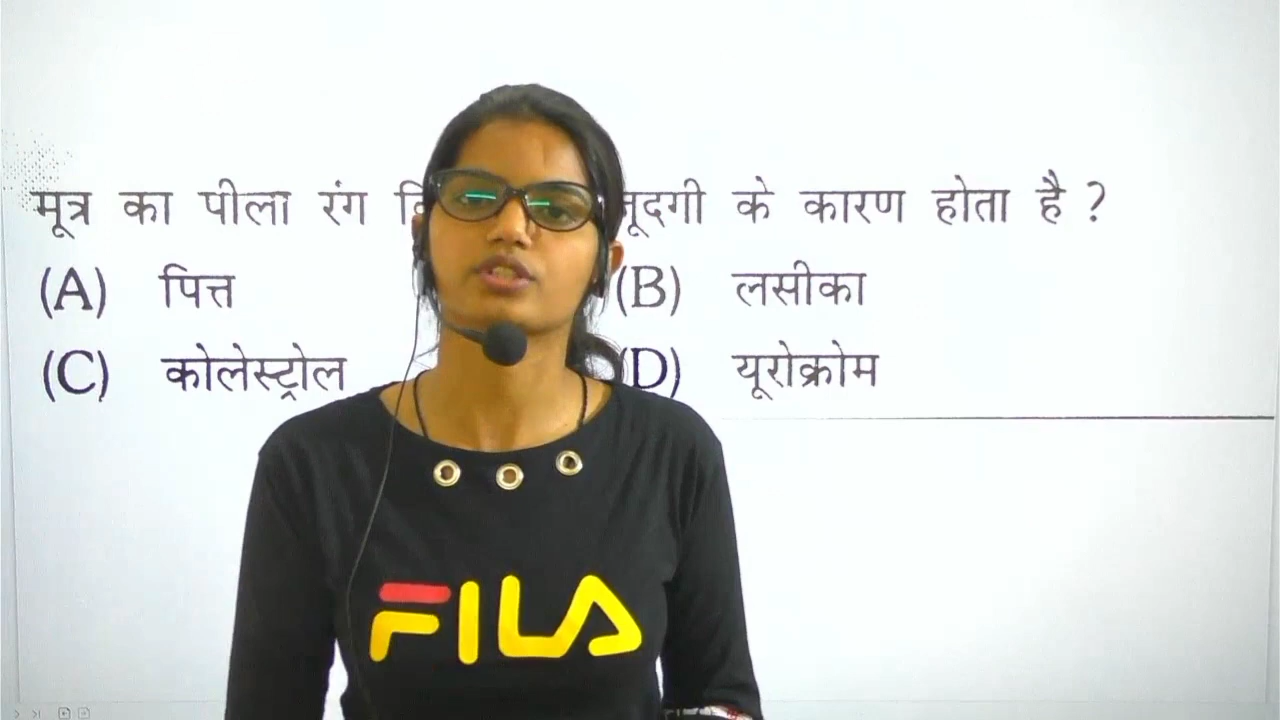 मूत्र का पीला रंग के कारण होता है ?
(A) पित्त (B) लसीका
(C) कोलेस्ट्रोल (D) यूरोक्रोम
FILA